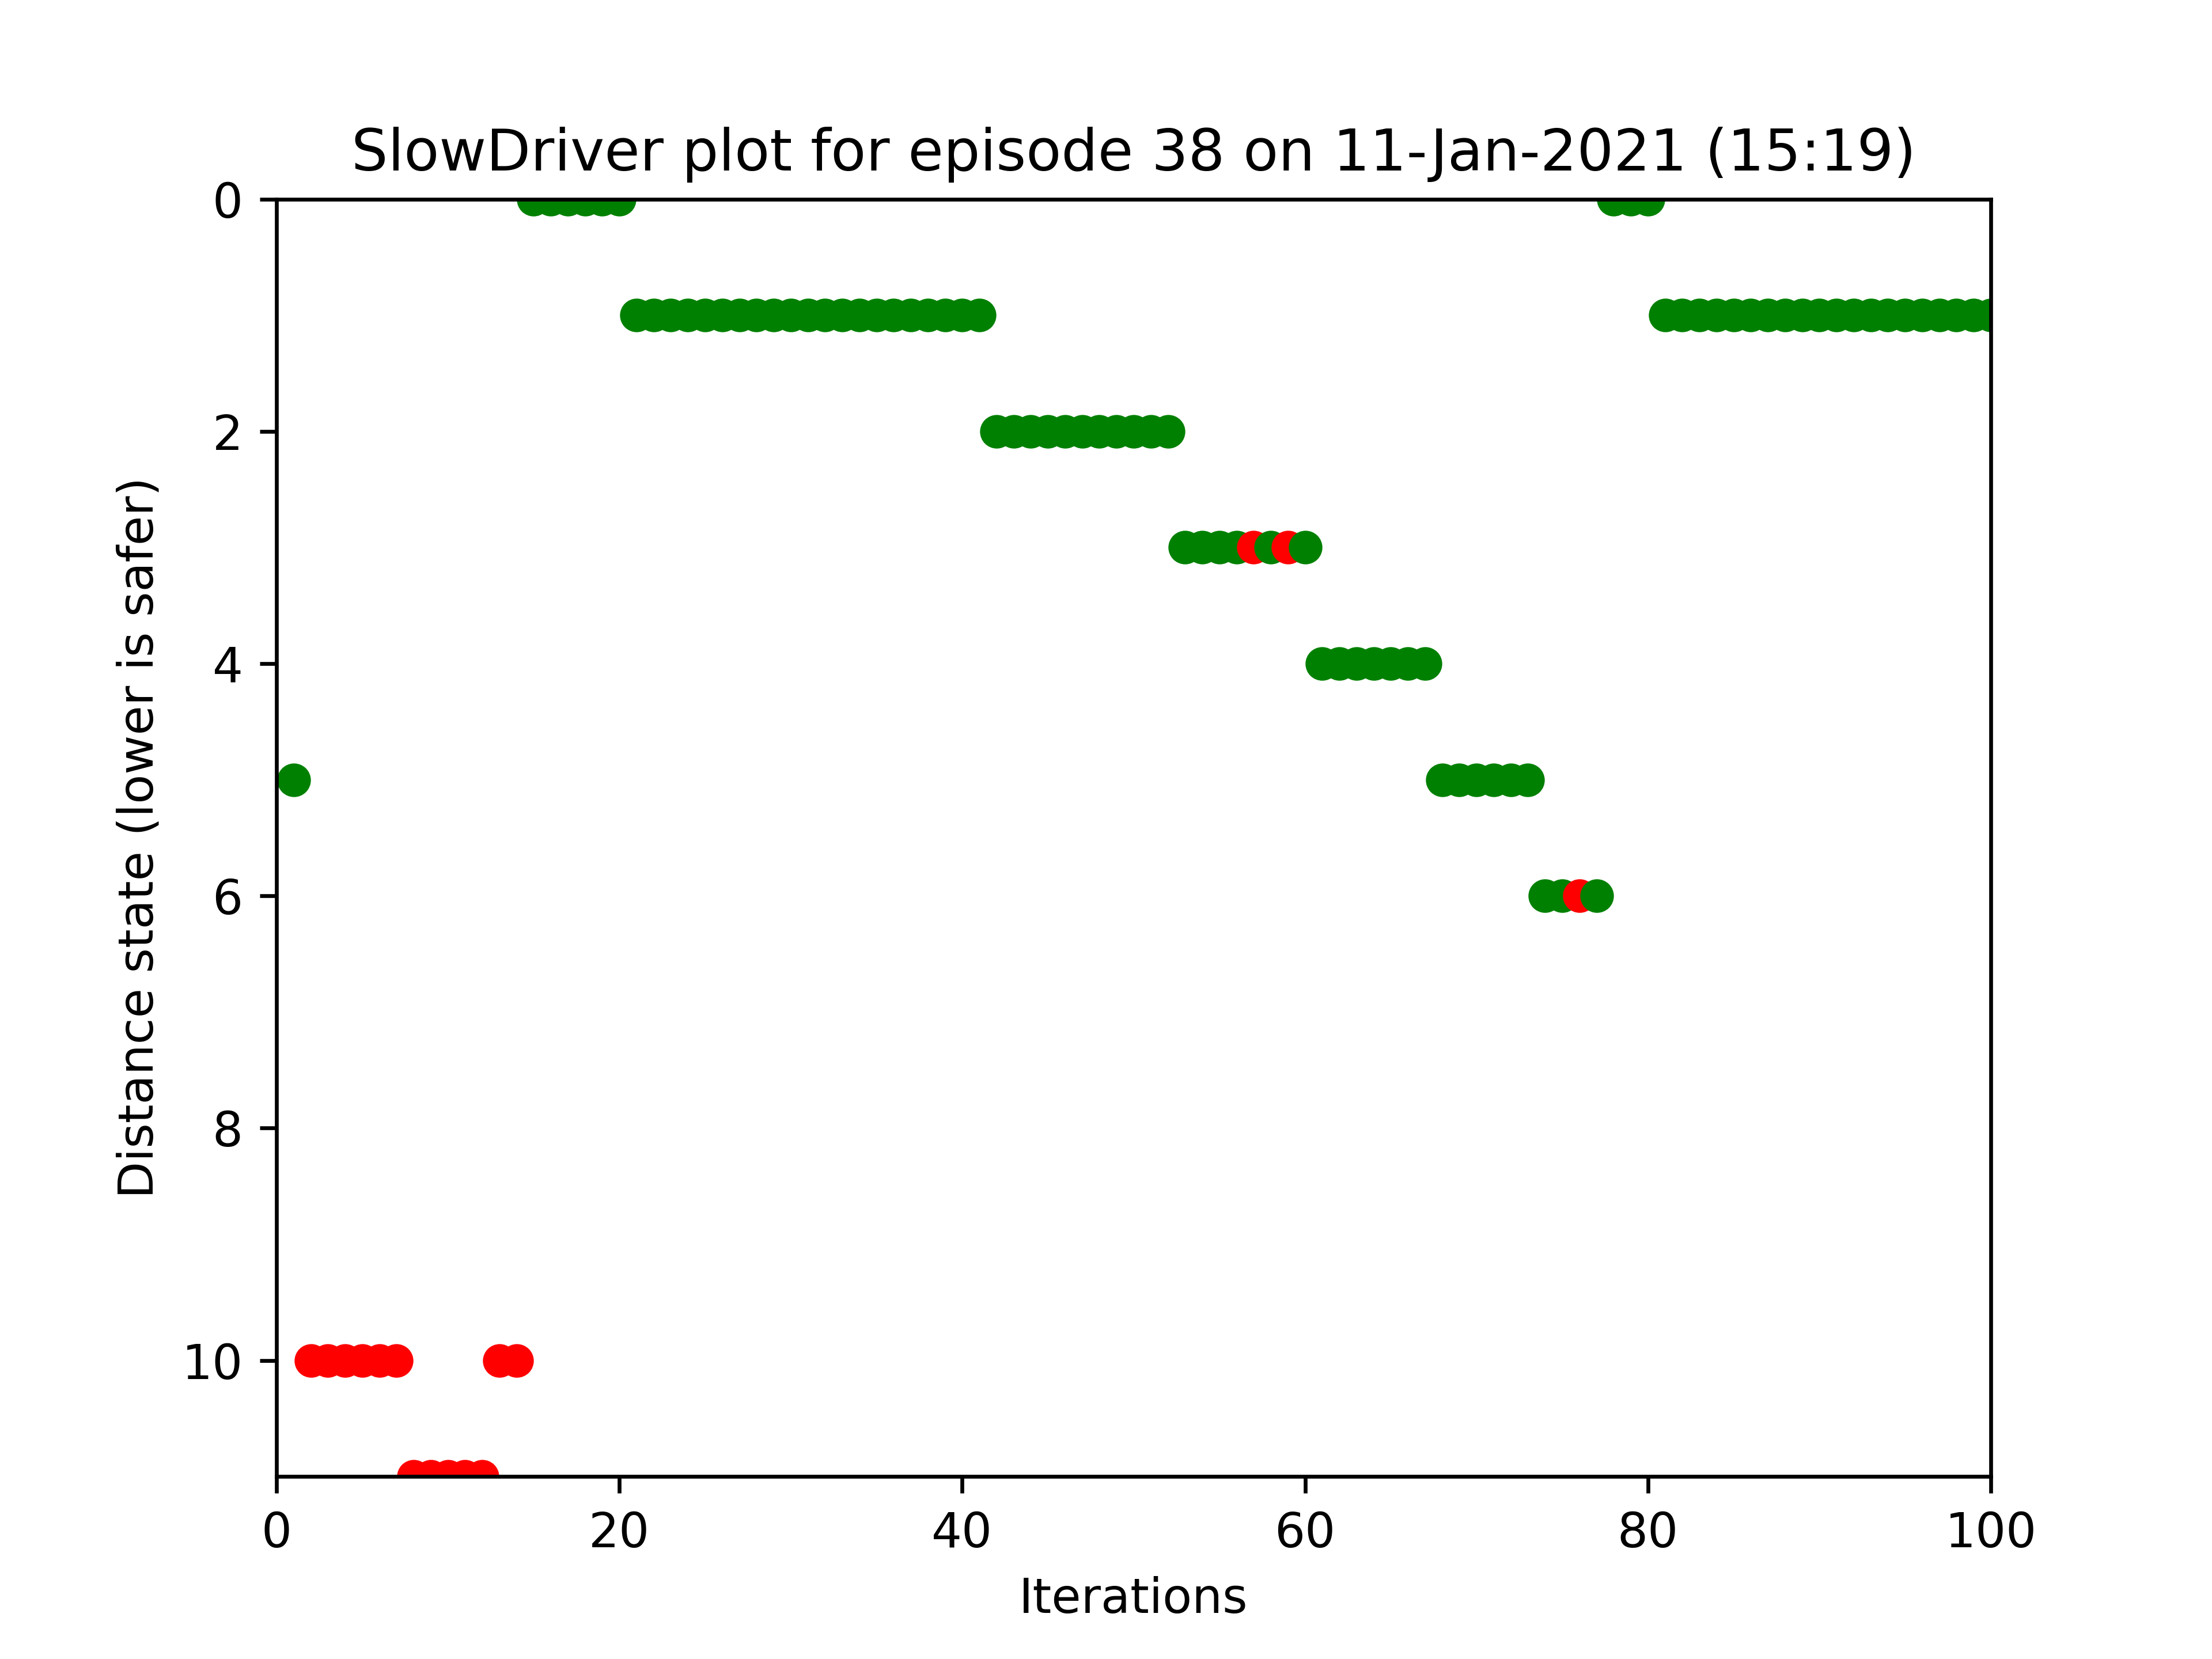 SlowDriver plot for episode 38 on 11-Jan-2021 (15:19)
Distance state (lower is safer)
0
2
4
6
8
10
0 20 40 60 80 100
Iterations